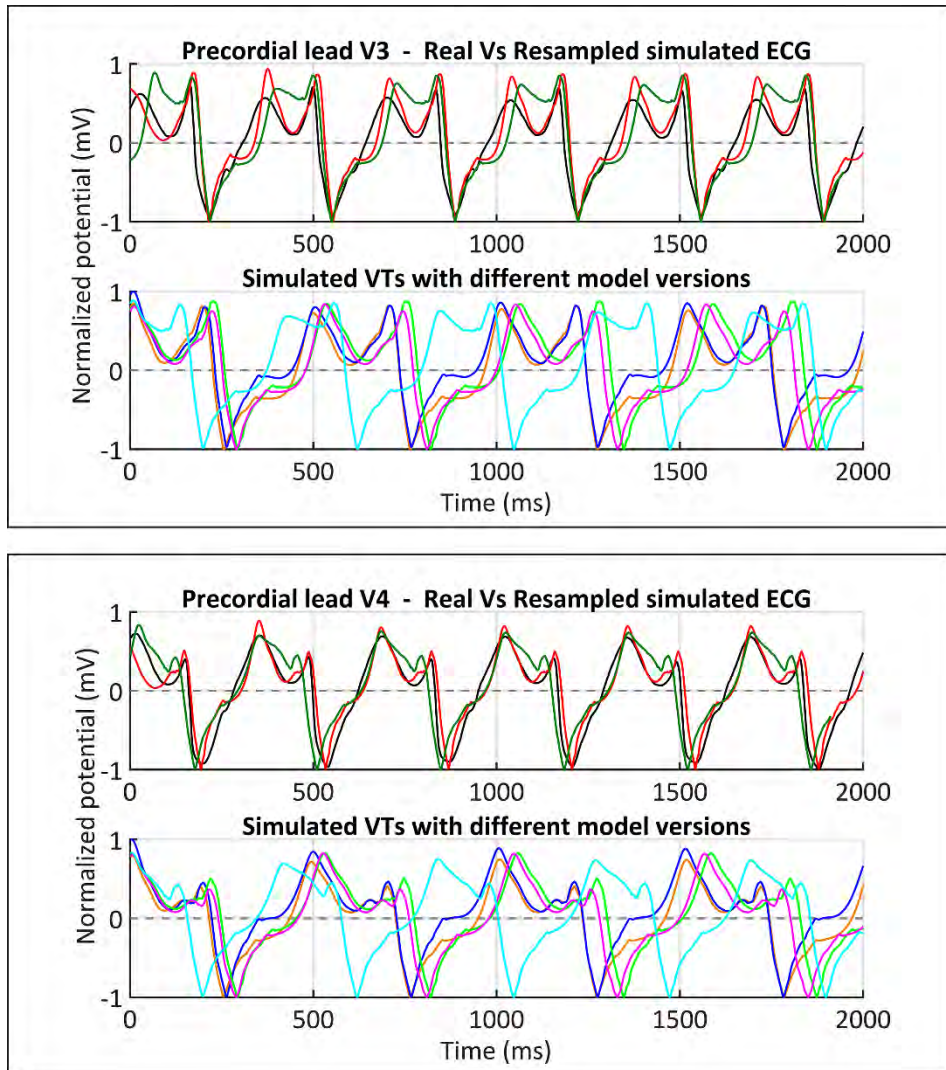 Precordial lead V3 - Real Vs Resampled simulated ECG
1
0
-1
0 500 1000 1500 2000
Simulated VTs with different model versions
1
0
-1
0 500 1000 1500 2000
Time (ms)
Normalized potential (mV)
Precordial lead V4 - Real Vs Resampled simulated ECG
1
0
-1
0 500 1000 1500 2000
Simulated VTs with different model versions
1
0
-1
0 500 1000 1500 2000
Time (ms)
Normalized potential (mV)